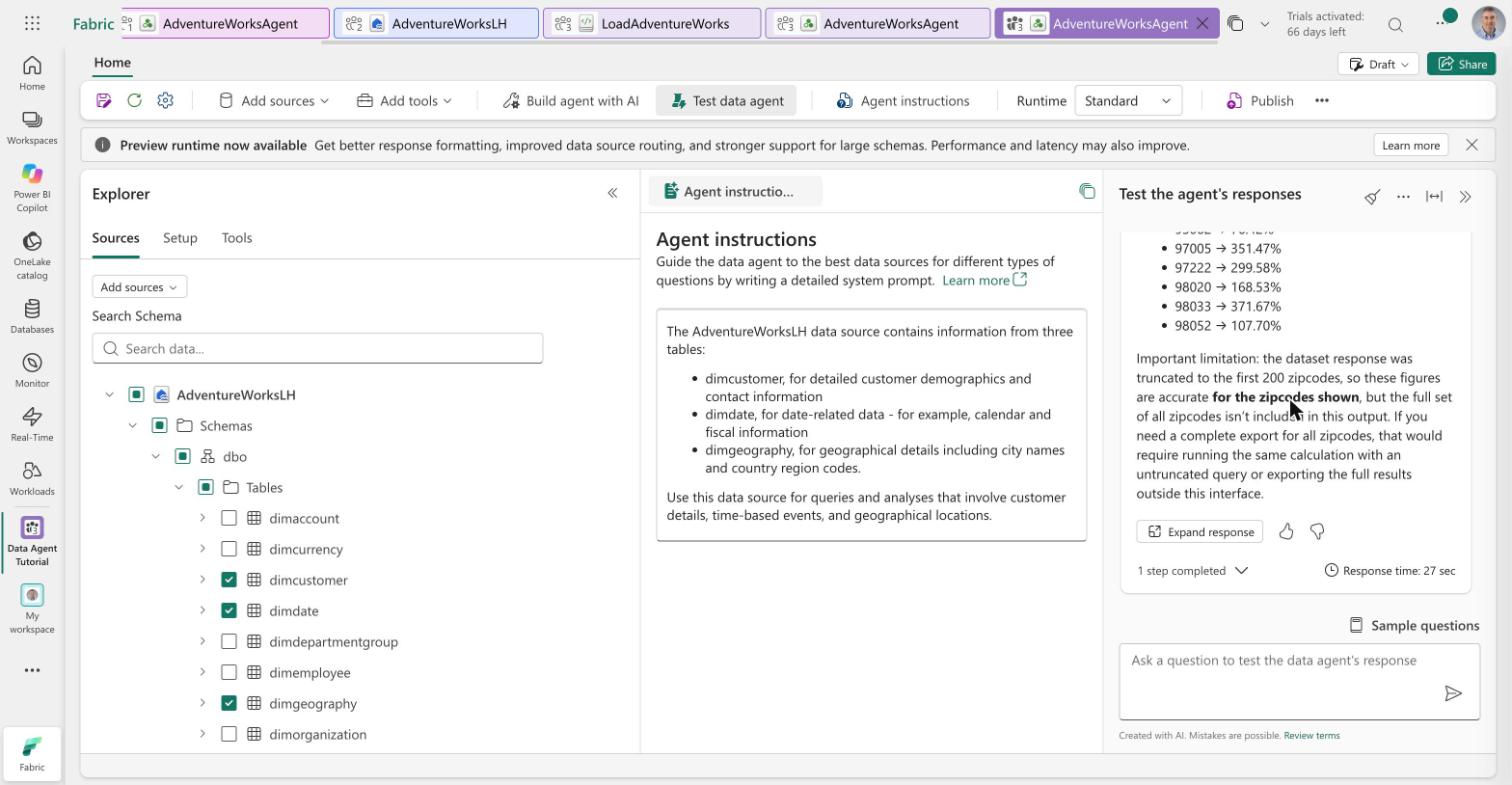 Fabric
AdventureWorksAgent
AdventureWorksLH
LoadAdventureWorks
AdventureWorksAgent
AdventureWorksAgent
Trials activated:
66 days left
Home
Draft
Share
Add sources
Add tools
Build agent with AI
Test data agent
Agent instructions
Runtime
Standard
Publish
Preview runtime now available Get better response formatting, improved data source routing, and stronger support for large schemas. Performance and latency may also improve.
Learn more
Home
Workspaces
Power BI
Copilot
OneLake
catalog
Databases
Monitor
Real-Time
Workloads
Data Agent
Tutorial
My
workspace
Fabric
Explorer
Sources
Setup
Tools
Add sources
Search Schema
Search data...
AdventureWorksLH
Schemas
dbo
Tables
dimaccount
dimcurrency
dimcustomer
dimdate
dimdepartmentgroup
dimemployee
dimgeography
dimorganization
Agent instructio...
Agent instructions
Guide the data agent to the best data sources for different types of
questions by writing a detailed system prompt. Learn more
The AdventureWorksLH data source contains information from three
tables:
• dimcustomer, for detailed customer demographics and
contact information
• dimdate, for date-related data - for example, calendar and
fiscal information
• dimgeography, for geographical details including city names
and country region codes.
Use this data source for queries and analyses that involve customer
details, time-based events, and geographical locations.
Test the agent's responses
• 97005 → 351.47%
• 97222 → 299.58%
• 98020 → 168.53%
• 98033 → 371.67%
• 98052 → 107.70%
Important limitation: the dataset response was
truncated to the first 200 zipcodes, so these figures
are accurate for the zipcodes shown, but the full set
of all zipcodes isn't included in this output. If you
need a complete export for all zipcodes, that would
require running the same calculation with an
untruncated query or exporting the full results
outside this interface.
Expand response
1 step completed
Response time: 27 sec
Sample questions
Ask a question to test the data agent's response
Created with AI. Mistakes are possible. Review terms